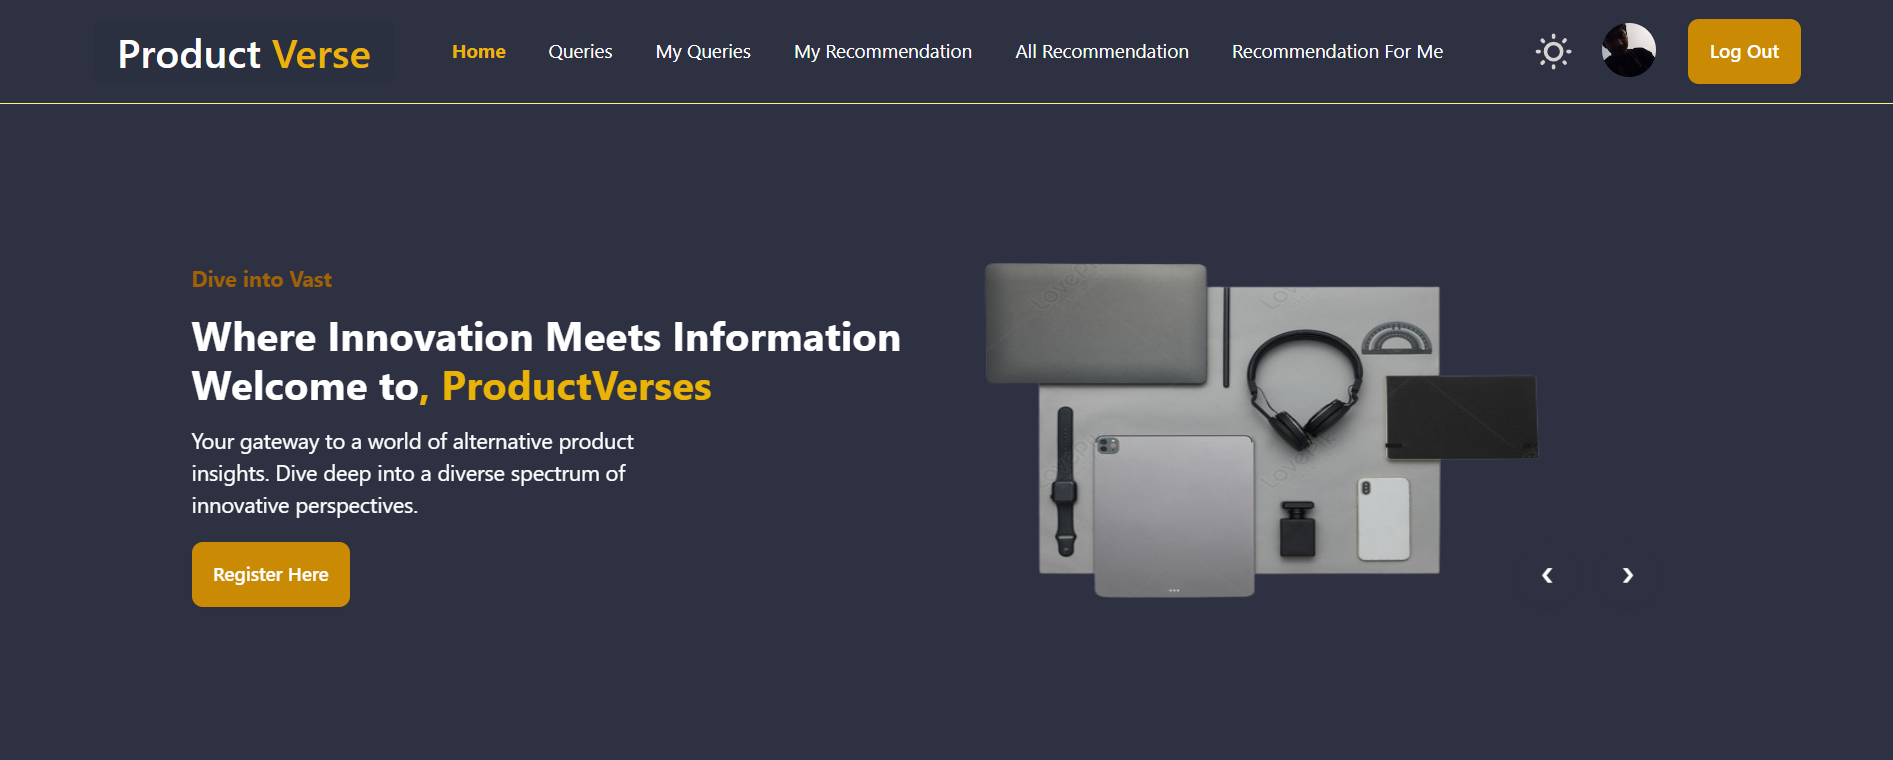 Product Verse
Home
Queries
My Queries
My Recommendation
All Recommendation
Recommendation For Me
Log Out
Dive into Vast
Where Innovation Meets Information
Welcome to, ProductVerses
Your gateway to a world of alternative product
insights. Dive deep into a diverse spectrum of
innovative perspectives.
Register Here